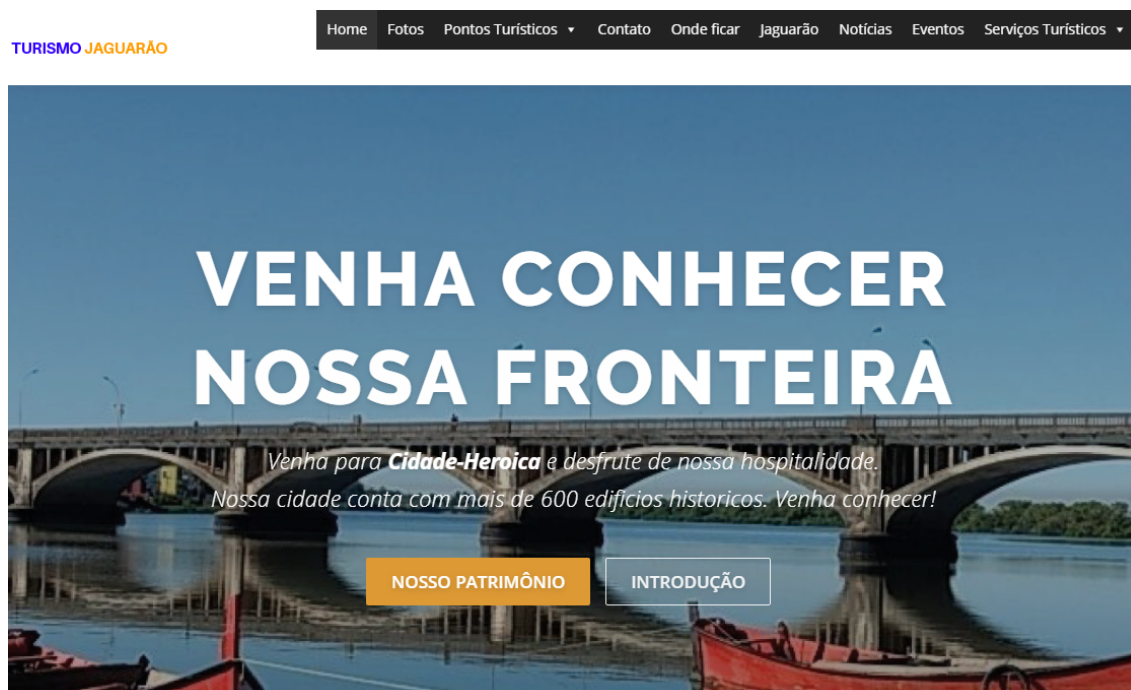 TURISMO JAGUARÃO
Home Fotos Pontos Turísticos Contato Onde ficar Jaguarão Notícias Eventos Serviços Turísticos
VENHA CONHECER
NOSSA FRONTEIRA
Venha para Cidade-Heroica e desfrute de nossa hospitalidade.
Nossa cidade conta com mais de 600 edificios historicos. Venha conhecer!
NOSSO PATRIMÔNIO INTRODUÇÃO